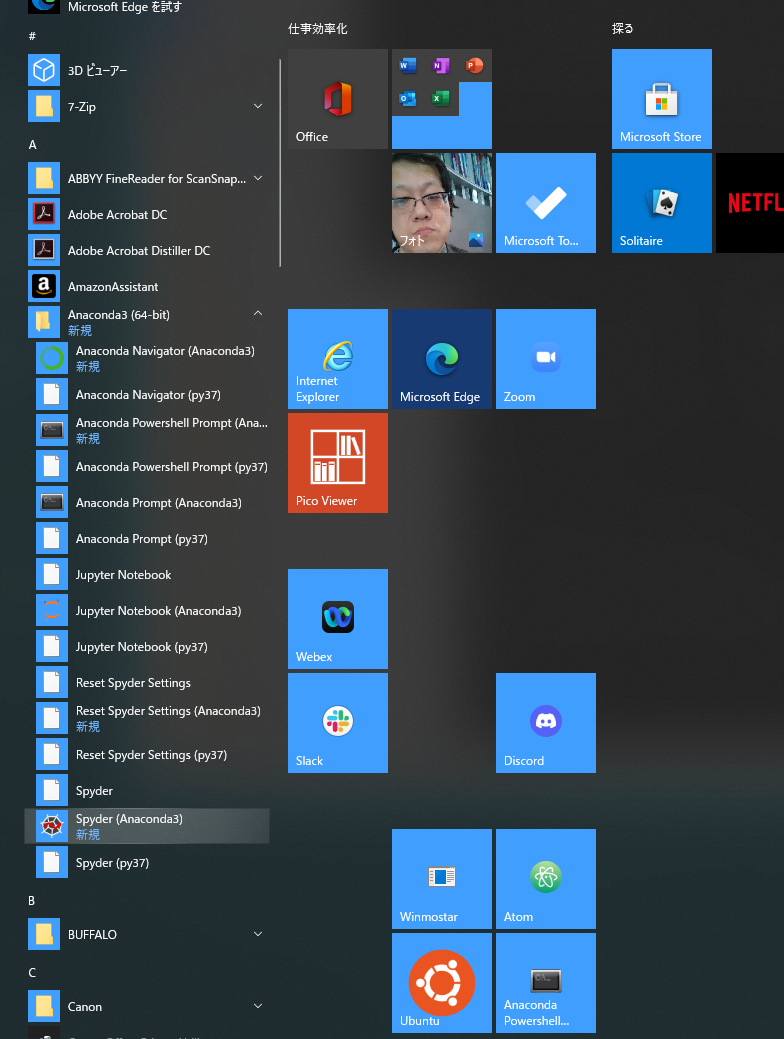 Microsoft Edge を試す
#
3D ビューアー
7-Zip
A
ABBYY FineReader for ScanSnap...
Adobe Acrobat DC
Adobe Acrobat Distiller DC
AmazonAssistant
Anaconda3 (64-bit)
新規
Anaconda Navigator (Anaconda3)
新規
Anaconda Navigator (py37)
Anaconda Powershell Prompt (Ana...
新規
Anaconda Powershell Prompt (py37)
Anaconda Prompt (Anaconda3)
Anaconda Prompt (py37)
Jupyter Notebook
Jupyter Notebook (Anaconda3)
Jupyter Notebook (py37)
Reset Spyder Settings
Reset Spyder Settings (Anaconda3)
新規
Reset Spyder Settings (py37)
Spyder
Spyder (Anaconda3)
新規
Spyder (py37)
B
BUFFALO
C
Canon
仕事効率化
Office
フォト
Microsoft To...
Internet
Explorer
Microsoft Edge
Zoom
Pico Viewer
Webex
Slack
Discord
Winmostar
Atom
Ubuntu
Anaconda
Powershell...
探る
Microsoft Store
Solitaire
NETFL